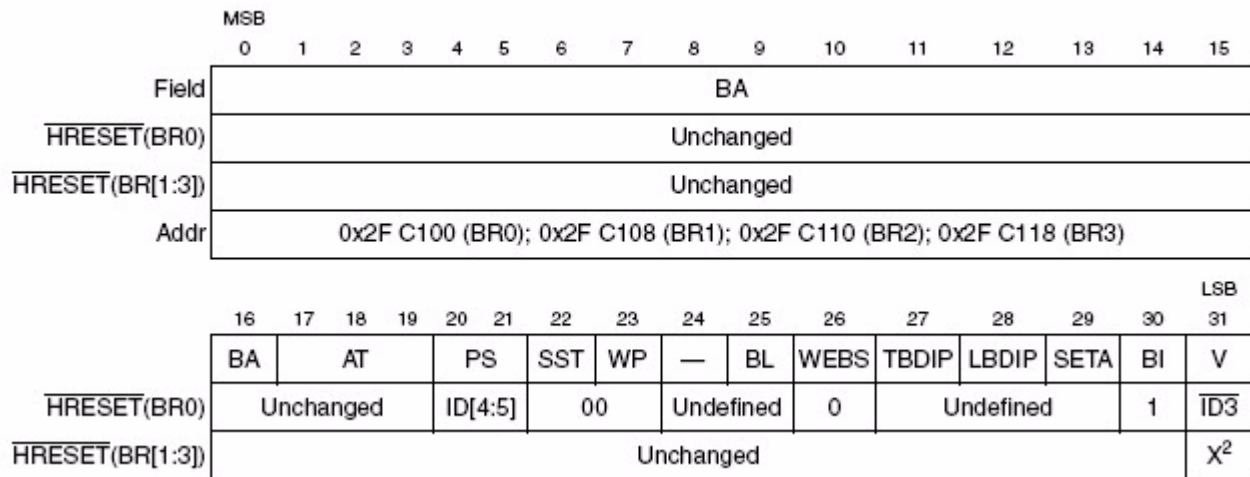 MSB
0 1 2 3 4 5 6 7 8 9 10 11 12 13 14 15
Field BA
HRESET(BR0) Unchanged
HRESET(BR[1:3]) Unchanged
Addr 0x2F C100 (BR0); 0x2F C108 (BR1); 0x2F C110 (BR2); 0x2F C118 (BR3)
LSB
16 17 18 19 20 21 22 23 24 25 26 27 28 29 30 31
BA AT PS SST WP — BL WEBS TBDIP LBDIP SETA BI V
HRESET(BR0) Unchanged ID[4:5] 00 Undefined 0 Undefined 1 ID3
HRESET(BR[1:3]) Unchanged X²